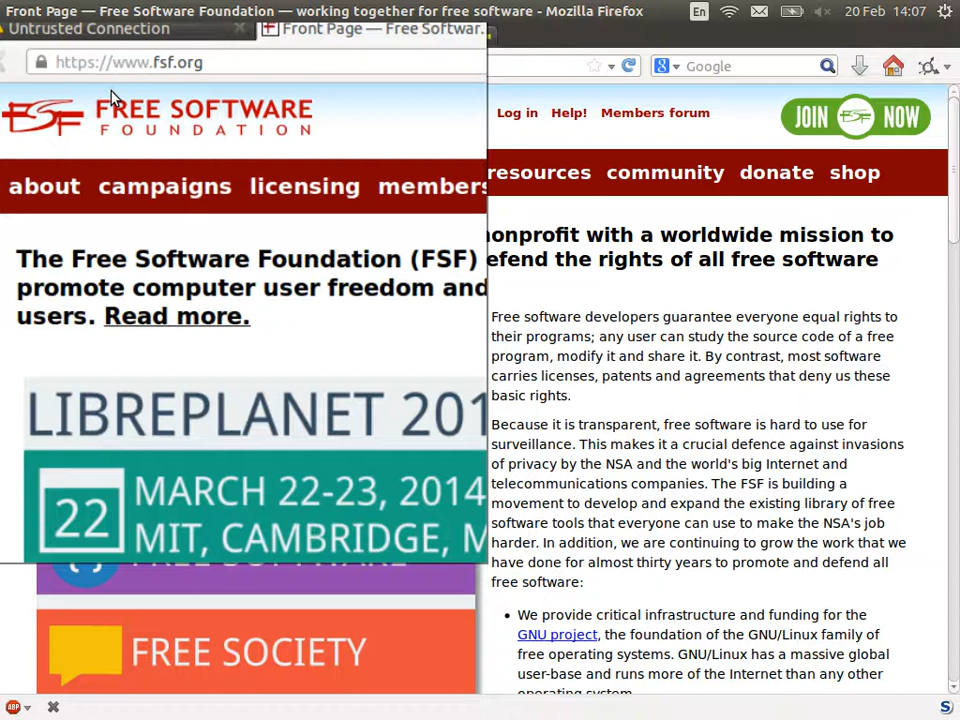 Front Page — Free Software Foundation — working together for free software - Mozilla Firefox
En
20 Feb 14:07
Untrusted Connection
Front Page — Free Softwar...
https://www.fsf.org
Google
FREE SOFTWARE
FOUNDATION
Log in Help! Members forum
JOIN NOW
about campaigns licensing members
resources community donate shop
The Free Software Foundation (FSF)
promote computer user freedom and
users. Read more.
nonprofit with a worldwide mission to
efend the rights of all free software
LIBREPLANET 201
22
MARCH 22-23, 2014
MIT, CAMBRIDGE, M
FREE SOFTWARE
FREE SOCIETY
Free software developers guarantee everyone equal rights to
their programs; any user can study the source code of a free
program, modify it and share it. By contrast, most software
carries licenses, patents and agreements that deny us these
basic rights.
Because it is transparent, free software is hard to use for
surveillance. This makes it a crucial defence against invasions
of privacy by the NSA and the world's big Internet and
telecommunications companies. The FSF is building a
movement to develop and expand the existing library of free
software tools that everyone can use to make the NSA's job
harder. In addition, we are continuing to grow the work that we
have done for almost thirty years to promote and defend all
free software:
• We provide critical infrastructure and funding for the
GNU project, the foundation of the GNU/Linux family of
free operating systems. GNU/Linux has a massive global
user-base and runs more of the Internet than any other
operating system.
ABP
S